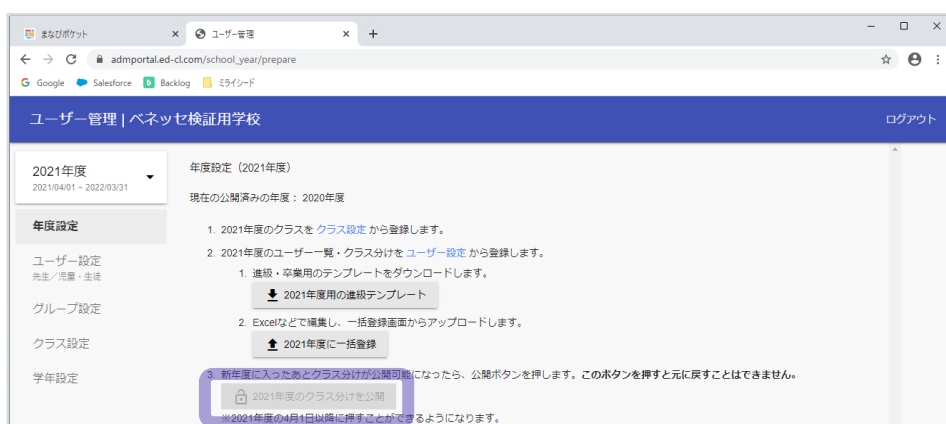 まなびポケット
ユーザー管理
admportal.ed-cl.com/school_year/prepare
Google Salesforce Backlog ミライシード
ユーザー管理 | ベネッセ検証用学校 ログアウト
2021年度
2021/04/01 ~ 2022/03/31
年度設定
ユーザー設定
先生／児童・生徒
グループ設定
クラス設定
学年設定
年度設定（2021年度）
現在の公開済みの年度： 2020年度
1. 2021年度のクラスを クラス設定 から登録します。
2. 2021年度のユーザー一覧・クラス分けを ユーザー設定 から登録します。
1. 進級・卒業用のテンプレートをダウンロードします。
2021年度用の進級テンプレート
2. Excelなどで編集し、一括登録画面からアップロードします。
2021年度に一括登録
3. 新年度に入ったあとクラス分けが公開可能になったら、公開ボタンを押します。このボタンを押すと元に戻すことはできません。
2021年度のクラス分けを公開
※2021年度の4月1日以降に押すことができるようになります。